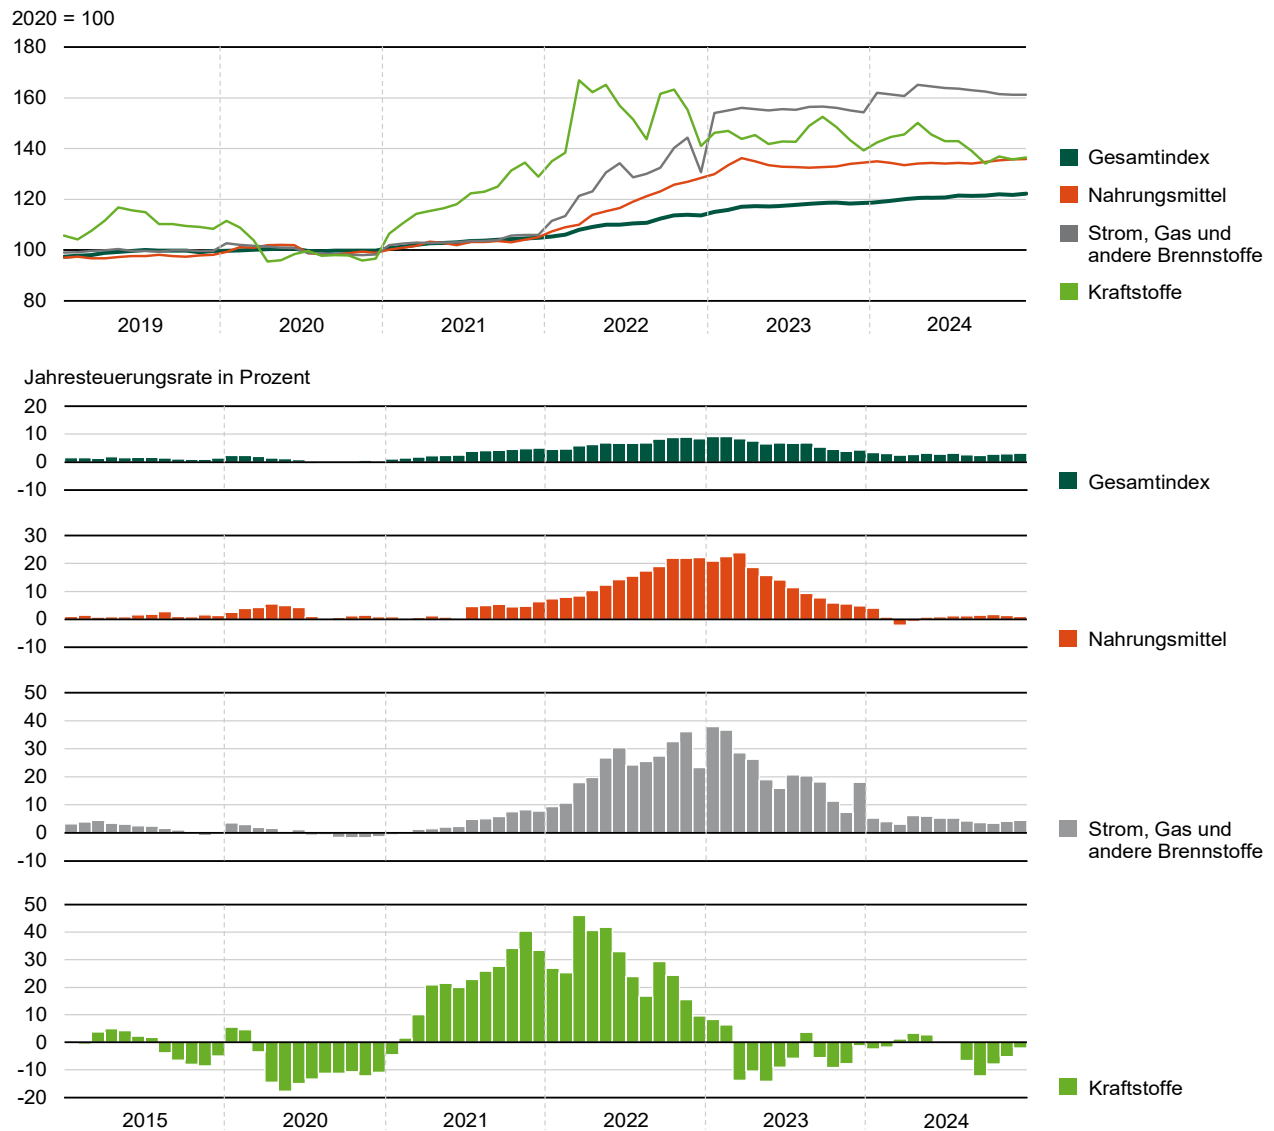 2020 = 100
180
160
140
120
100
80
2019 2020 2021 2022 2023 2024
Gesamtindex
Nahrungsmittel
Strom, Gas und
andere Brennstoffe
Kraftstoffe
Jahresteuerungsrate in Prozent
20
10
0
-10
Gesamtindex
30
20
10
0
-10
Nahrungsmittel
50
40
30
20
10
0
-10
Strom, Gas und
andere Brennstoffe
50
40
30
20
10
0
-10
-20
Kraftstoffe
2015 2020 2021 2022 2023 2024